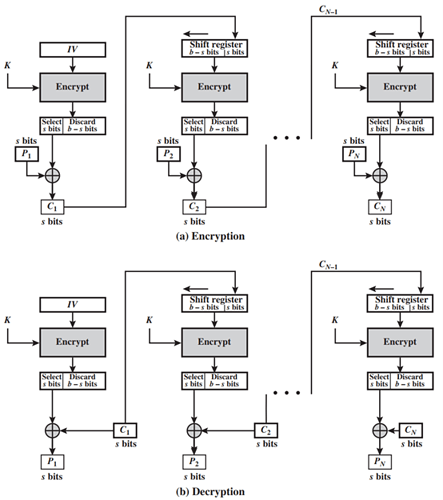 C_{N-1}
IV
Shift register
b – s bits | s bits
Shift register
b – s bits | s bits
K
K
K
Encrypt
Encrypt
Encrypt
Select Discard
s bits b – s bits
Select Discard
s bits b – s bits
Select Discard
s bits b – s bits
s bits
s bits
s bits
P_1
P_2
P_N
C_1
C_2
C_N
s bits
s bits
s bits
(a) Encryption
C_{N-1}
IV
Shift register
b – s bits | s bits
Shift register
b – s bits | s bits
K
K
K
Encrypt
Encrypt
Encrypt
Select Discard
s bits b – s bits
Select Discard
s bits b – s bits
Select Discard
s bits b – s bits
C_1
C_2
C_N
s bits
s bits
s bits
P_1
P_2
P_N
s bits
s bits
s bits
(b) Decryption